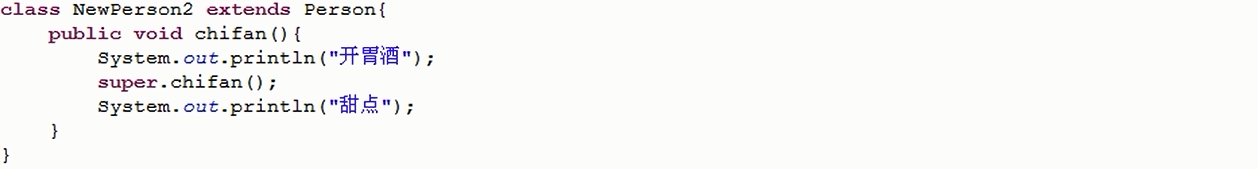 class NewPerson2 extends Person{
    public void chifan(){
        System.out.println("开胃酒");
        super.chifan();
        System.out.println("甜点");
    }
}